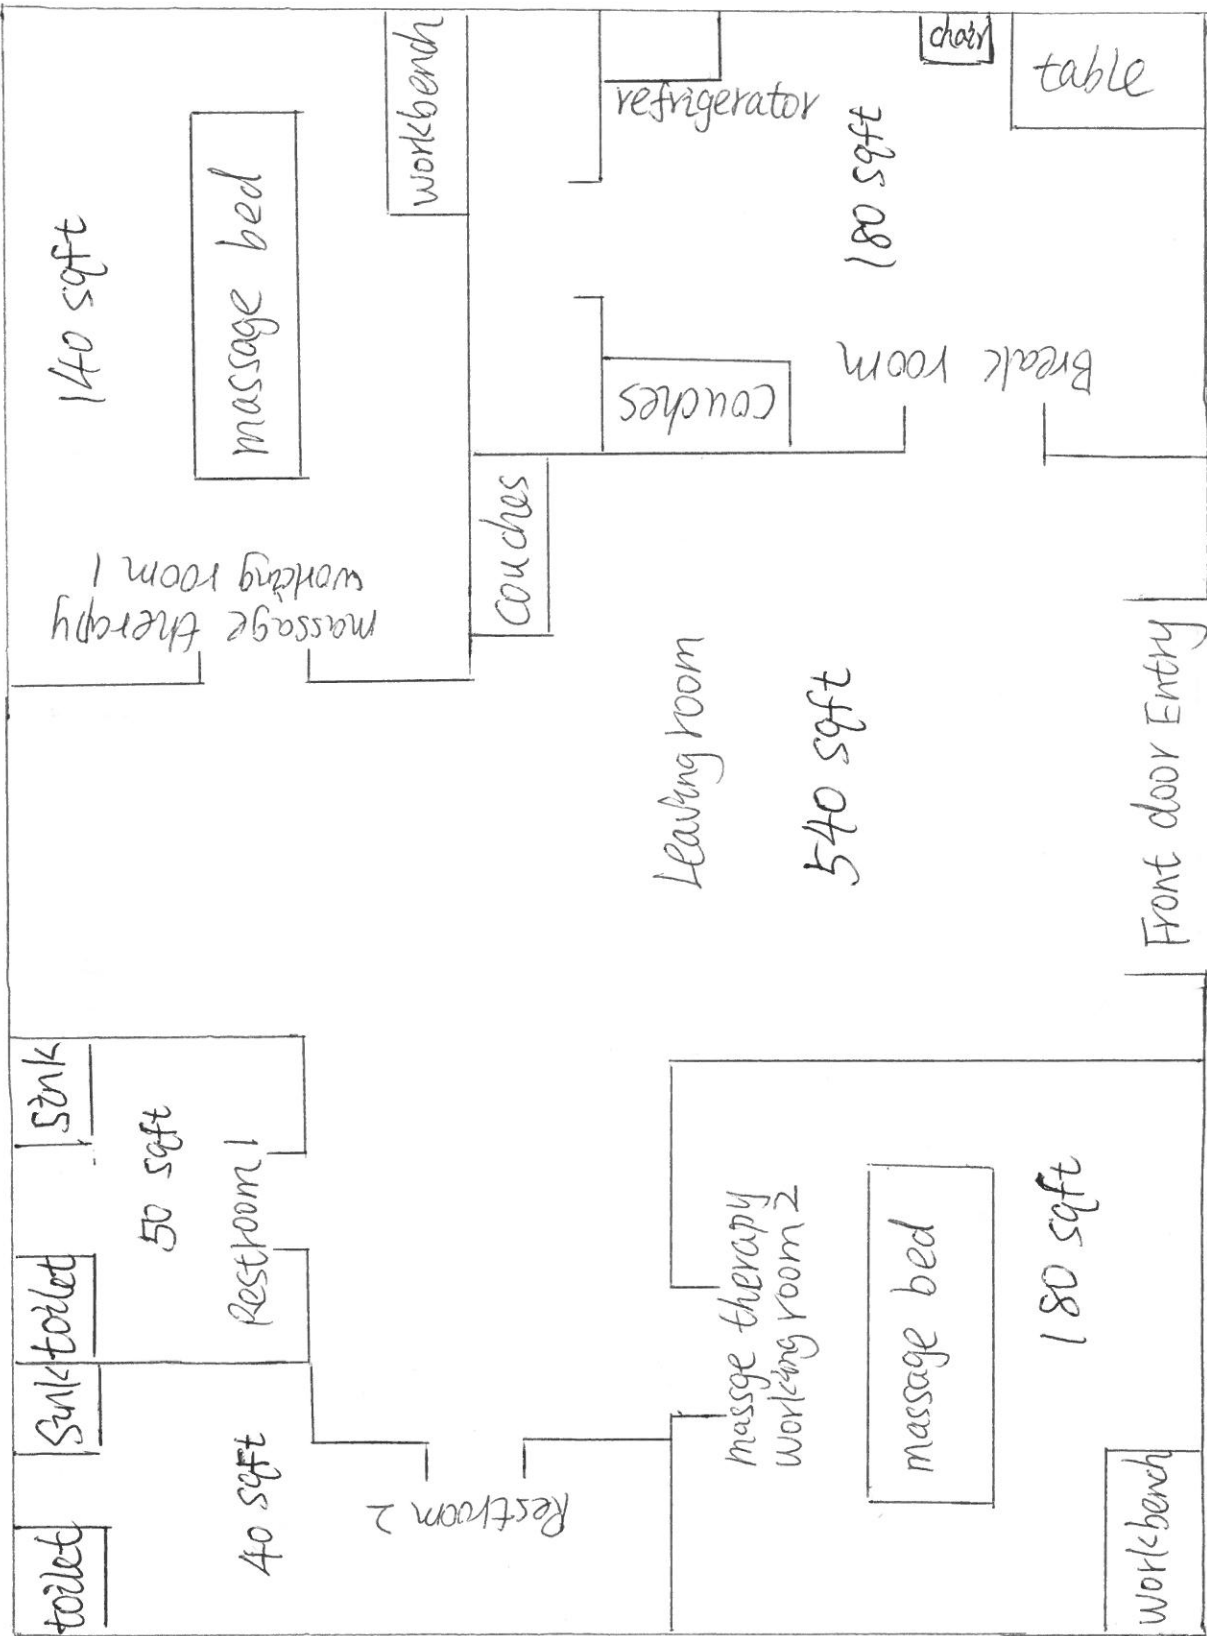 toilet
Sink
toilet
sink
40 sqft
50 sqft
Restroom 1
Restroom 2
140 sqft
massage bed
massage therapy
working room 1
workbench
couches
Leaving room
540 sqft
refrigerator
couches
180 sqft
Break room
chair
table
massge therapy
working room 2
massage bed
180 sqft
workbench
Front door Entry